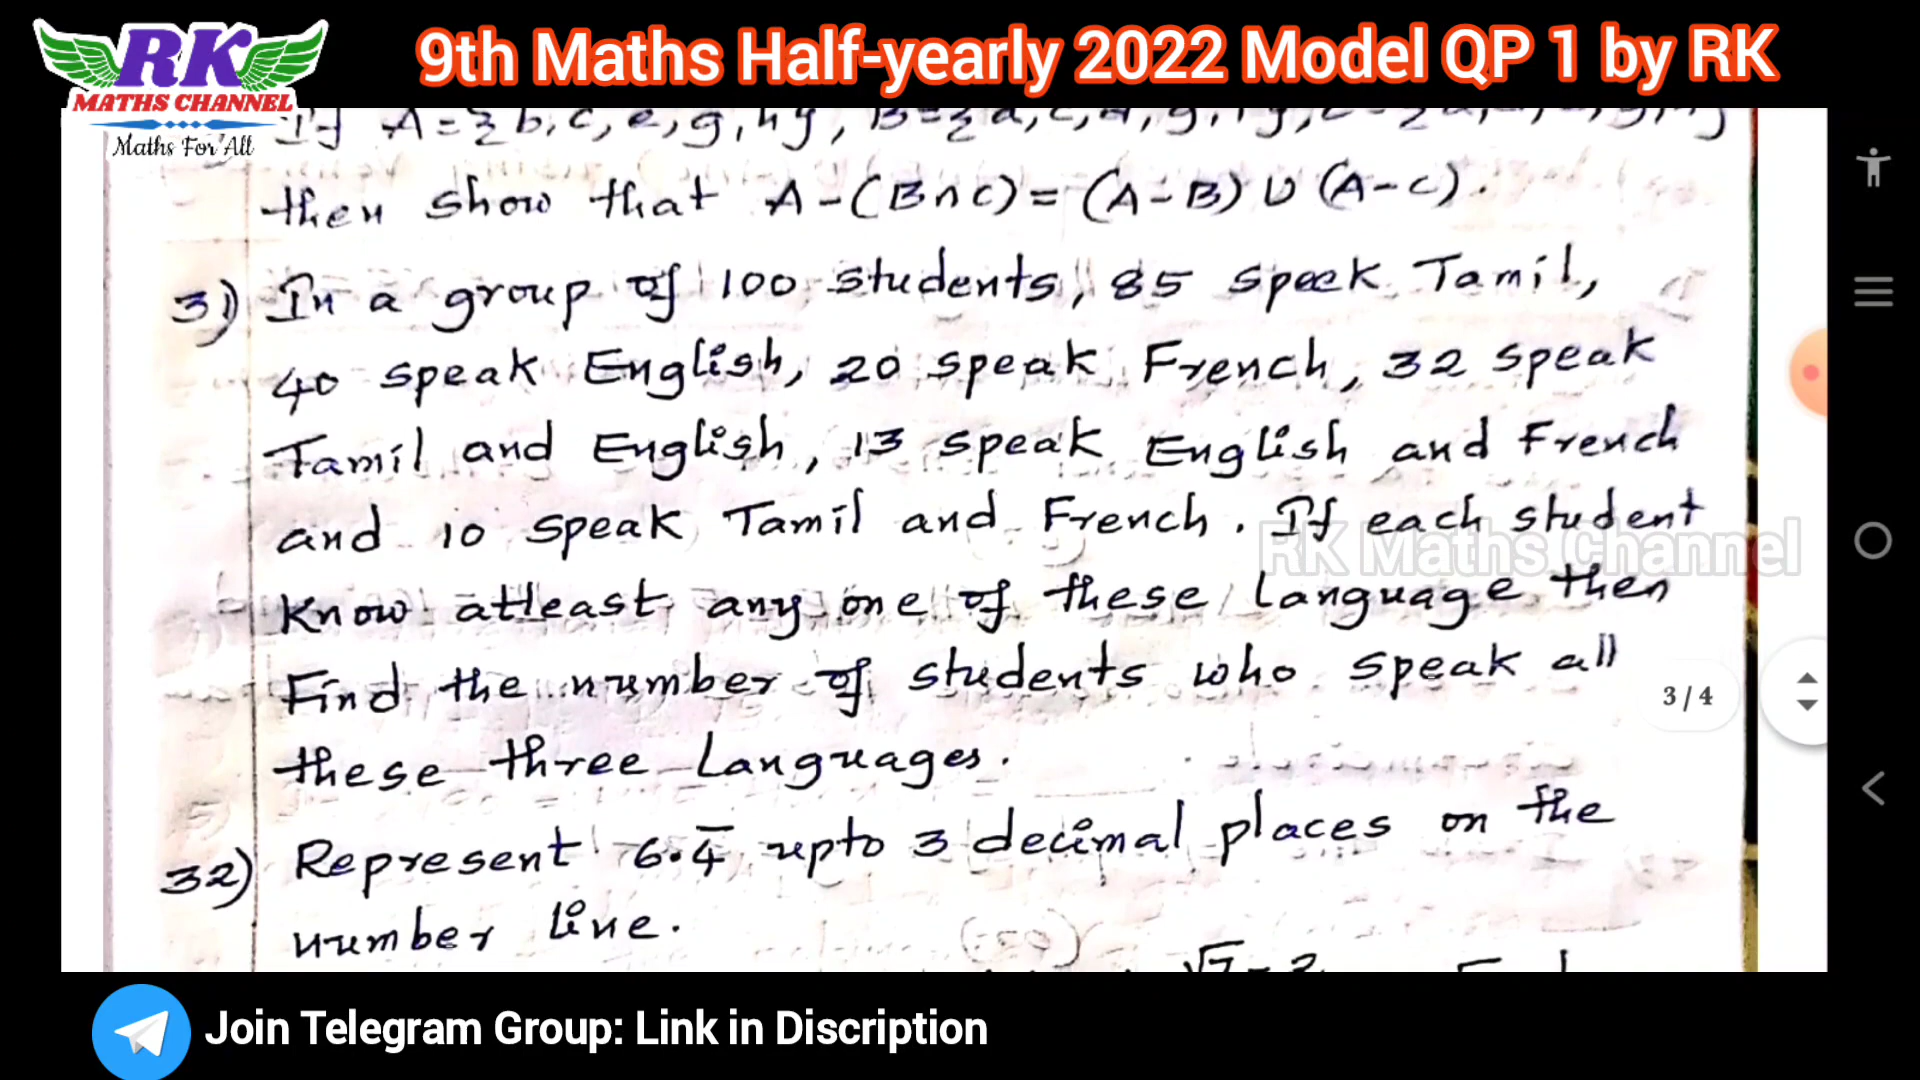 RK
MATHS CHANNEL
Maths For All
9th Maths Half-yearly 2022 Model QP 1 by RK
If A = { b, c, e, g, h },
then show that A-(B∩C)=(A-B)∪(A-C).
31) In a group of 100 students, 85 speek Tamil,
40 speak English, 20 speak French, 32 speak
Tamil and English, 13 speak English and French
and 10 speak Tamil and French. If each student
RK Maths Channel
Know atleast any one of these language then
Find the number of students who speak all
3 / 4
these three Languages.
32) Represent 6.4̅ upto 3 decimal places on the
number line.
Join Telegram Group: Link in Discription